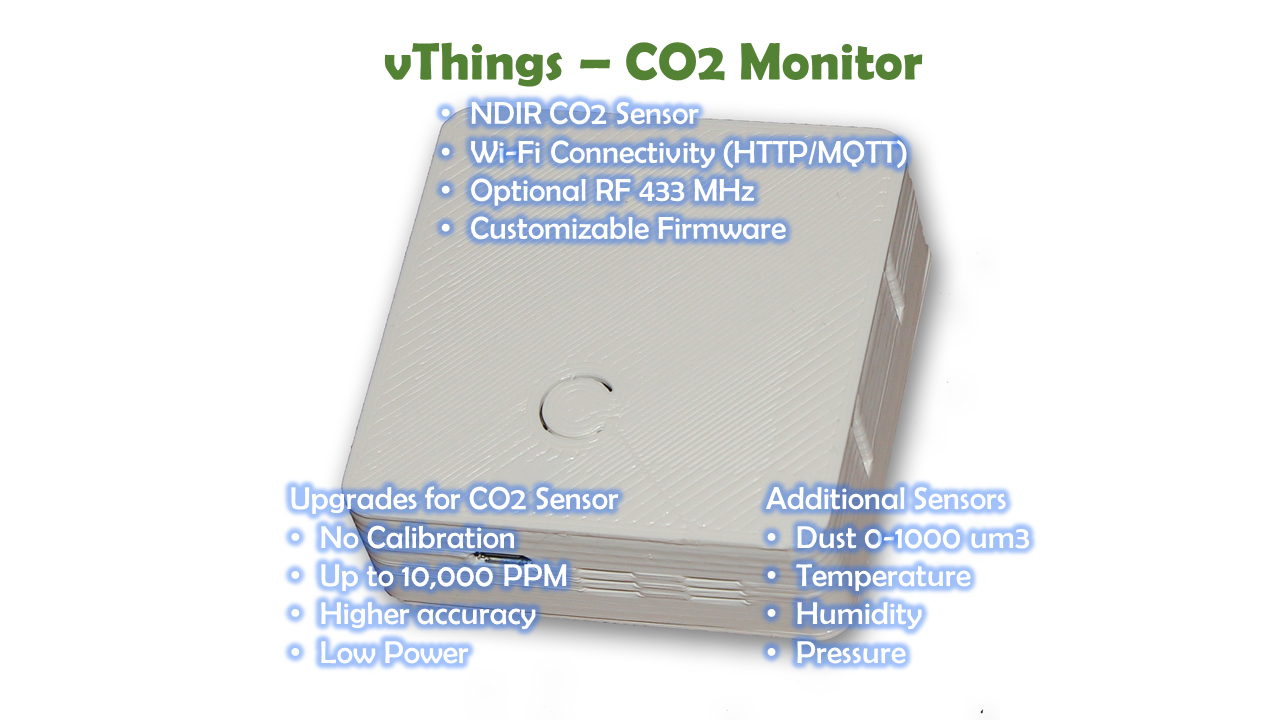 vThings – CO2 Monitor
• NDIR CO2 Sensor
• Wi-Fi Connectivity (HTTP/MQTT)
• Optional RF 433 MHz
• Customizable Firmware
Upgrades for CO2 Sensor
• No Calibration
• Up to 10,000 PPM
• Higher accuracy
• Low Power
Additional Sensors
• Dust 0-1000 um3
• Temperature
• Humidity
• Pressure